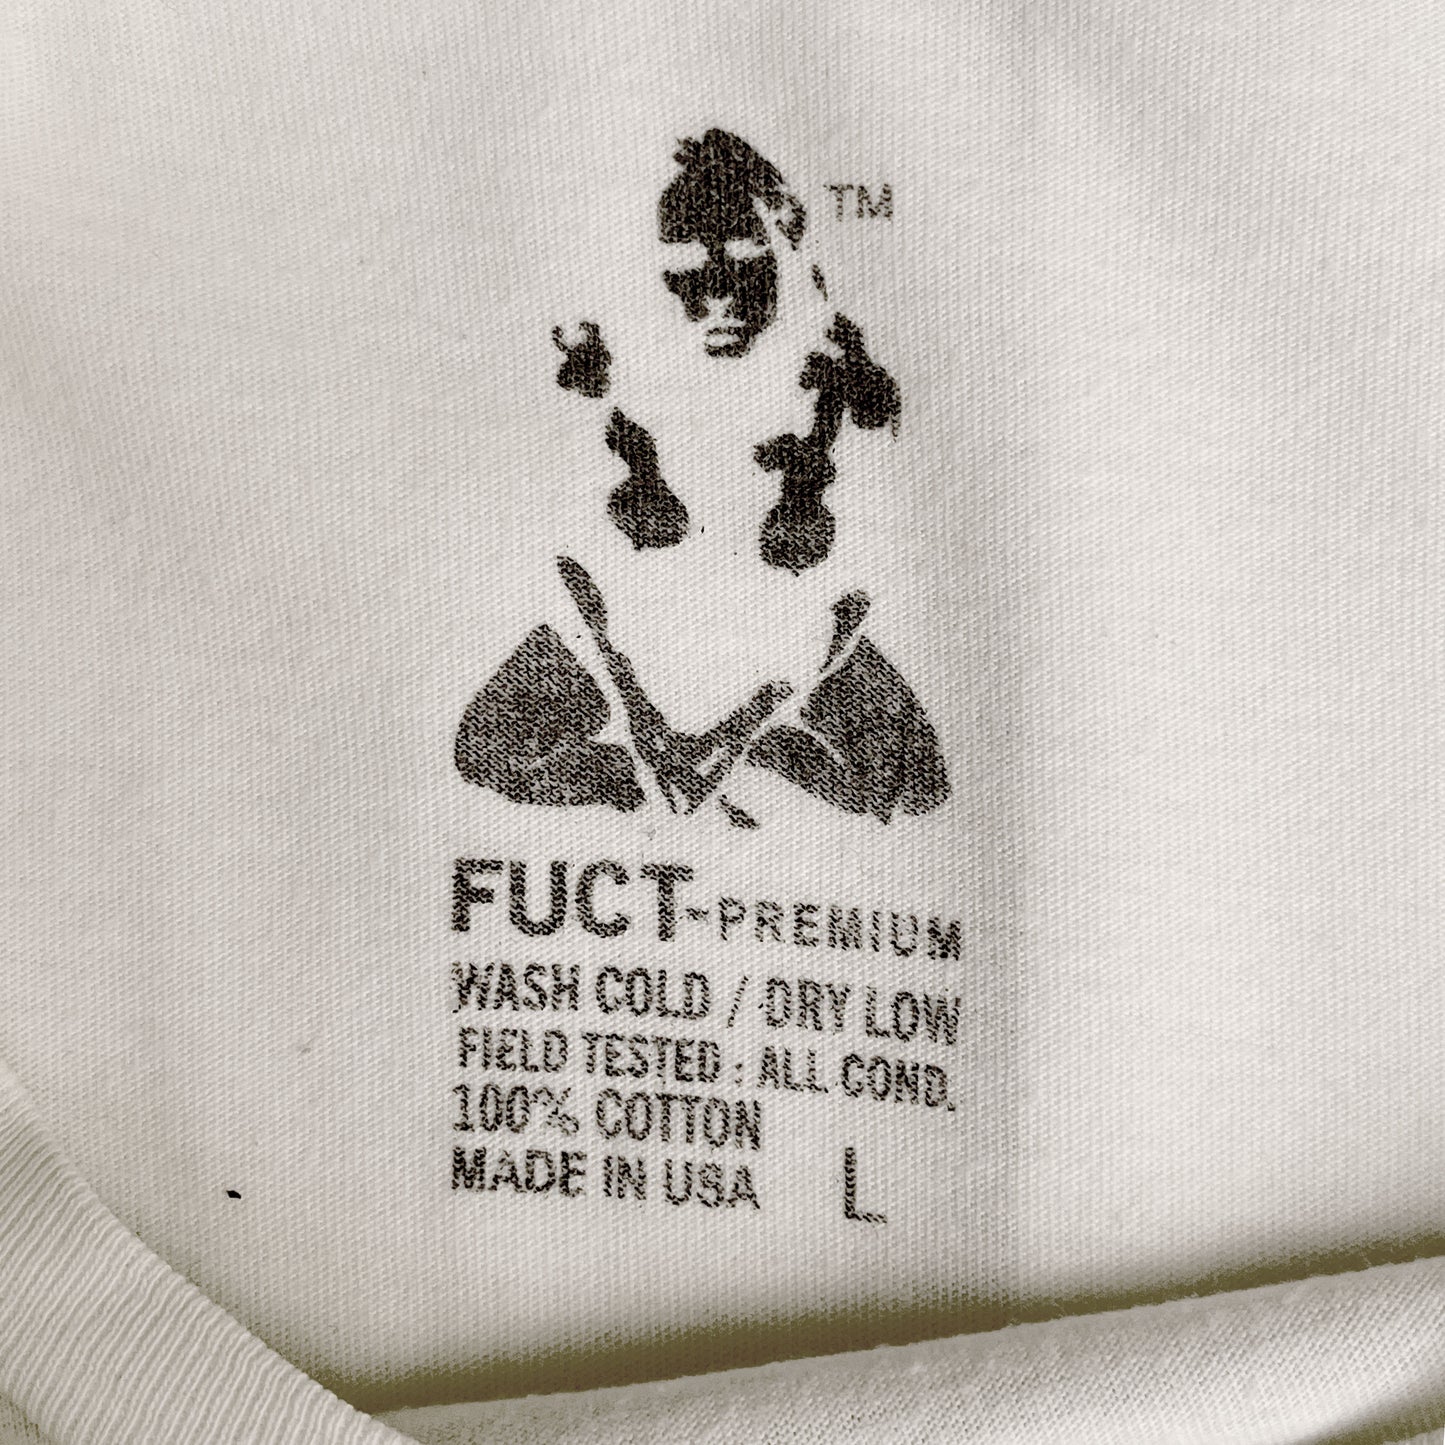 TM
FUCT-PREMIUM
WASH COLD / DRY LOW
FIELD TESTED : ALL COND.
100% COTTON
MADE IN USA L